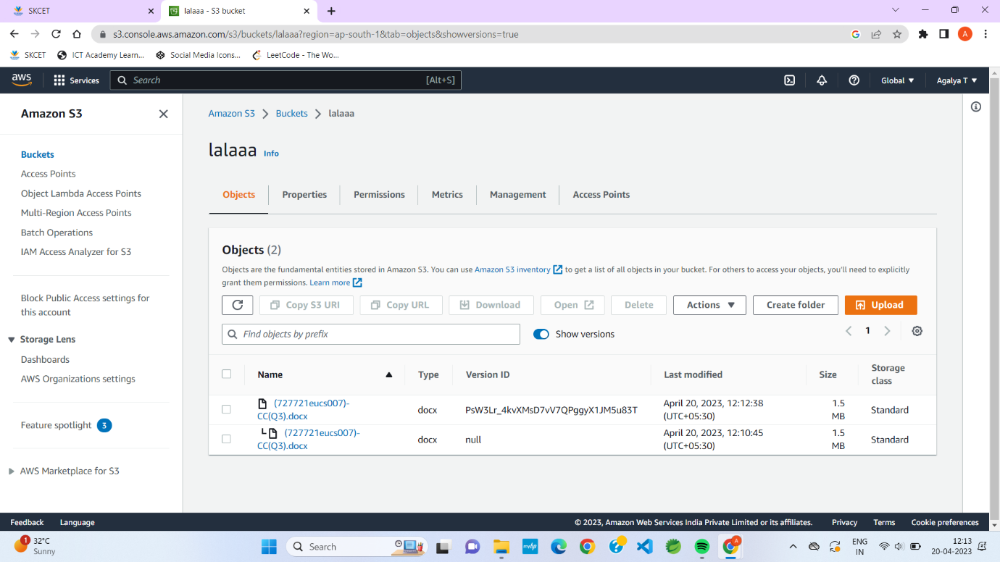 SKCET
lalaaa - S3 bucket
s3.console.aws.amazon.com/s3/buckets/lalaaa?region=ap-south-1&tab=objects&showversions=true
A
SKCET
ICT Academy Learn...
Social Media Icons...
LeetCode - The Wo...
aws
Services
Search
[Alt+S]
Global
Agalya T
Amazon S3
Buckets
Access Points
Object Lambda Access Points
Multi-Region Access Points
Batch Operations
IAM Access Analyzer for S3
Block Public Access settings for
this account
Storage Lens
Dashboards
AWS Organizations settings
Feature spotlight 3
AWS Marketplace for S3
Amazon S3 > Buckets > lalaaa
lalaaa Info
Objects
Properties
Permissions
Metrics
Management
Access Points
Objects (2)
Objects are the fundamental entities stored in Amazon S3. You can use Amazon S3 inventory to get a list of all objects in your bucket. For others to access your objects, you'll need to explicitly
grant them permissions. Learn more
Copy S3 URI
Copy URL
Download
Open
Delete
Actions
Create folder
Upload
Find objects by prefix
Show versions
1
Name
Type
Version ID
Last modified
Size
Storage
class
(727721eucs007)-
CC(Q3).docx
docx
PsW3Lr_4kvXMsD7vV7QPggyX1JM5u83T
April 20, 2023, 12:12:38
(UTC+05:30)
1.5
MB
Standard
(727721eucs007)-
CC(Q3).docx
docx
null
April 20, 2023, 12:10:45
(UTC+05:30)
1.5
MB
Standard
Feedback
Language
© 2023, Amazon Web Services India Private Limited or its affiliates.
Privacy
Terms
Cookie preferences
1
32°C
Sunny
Search
myhp
A
ENG
IN
12:13
20-04-2023